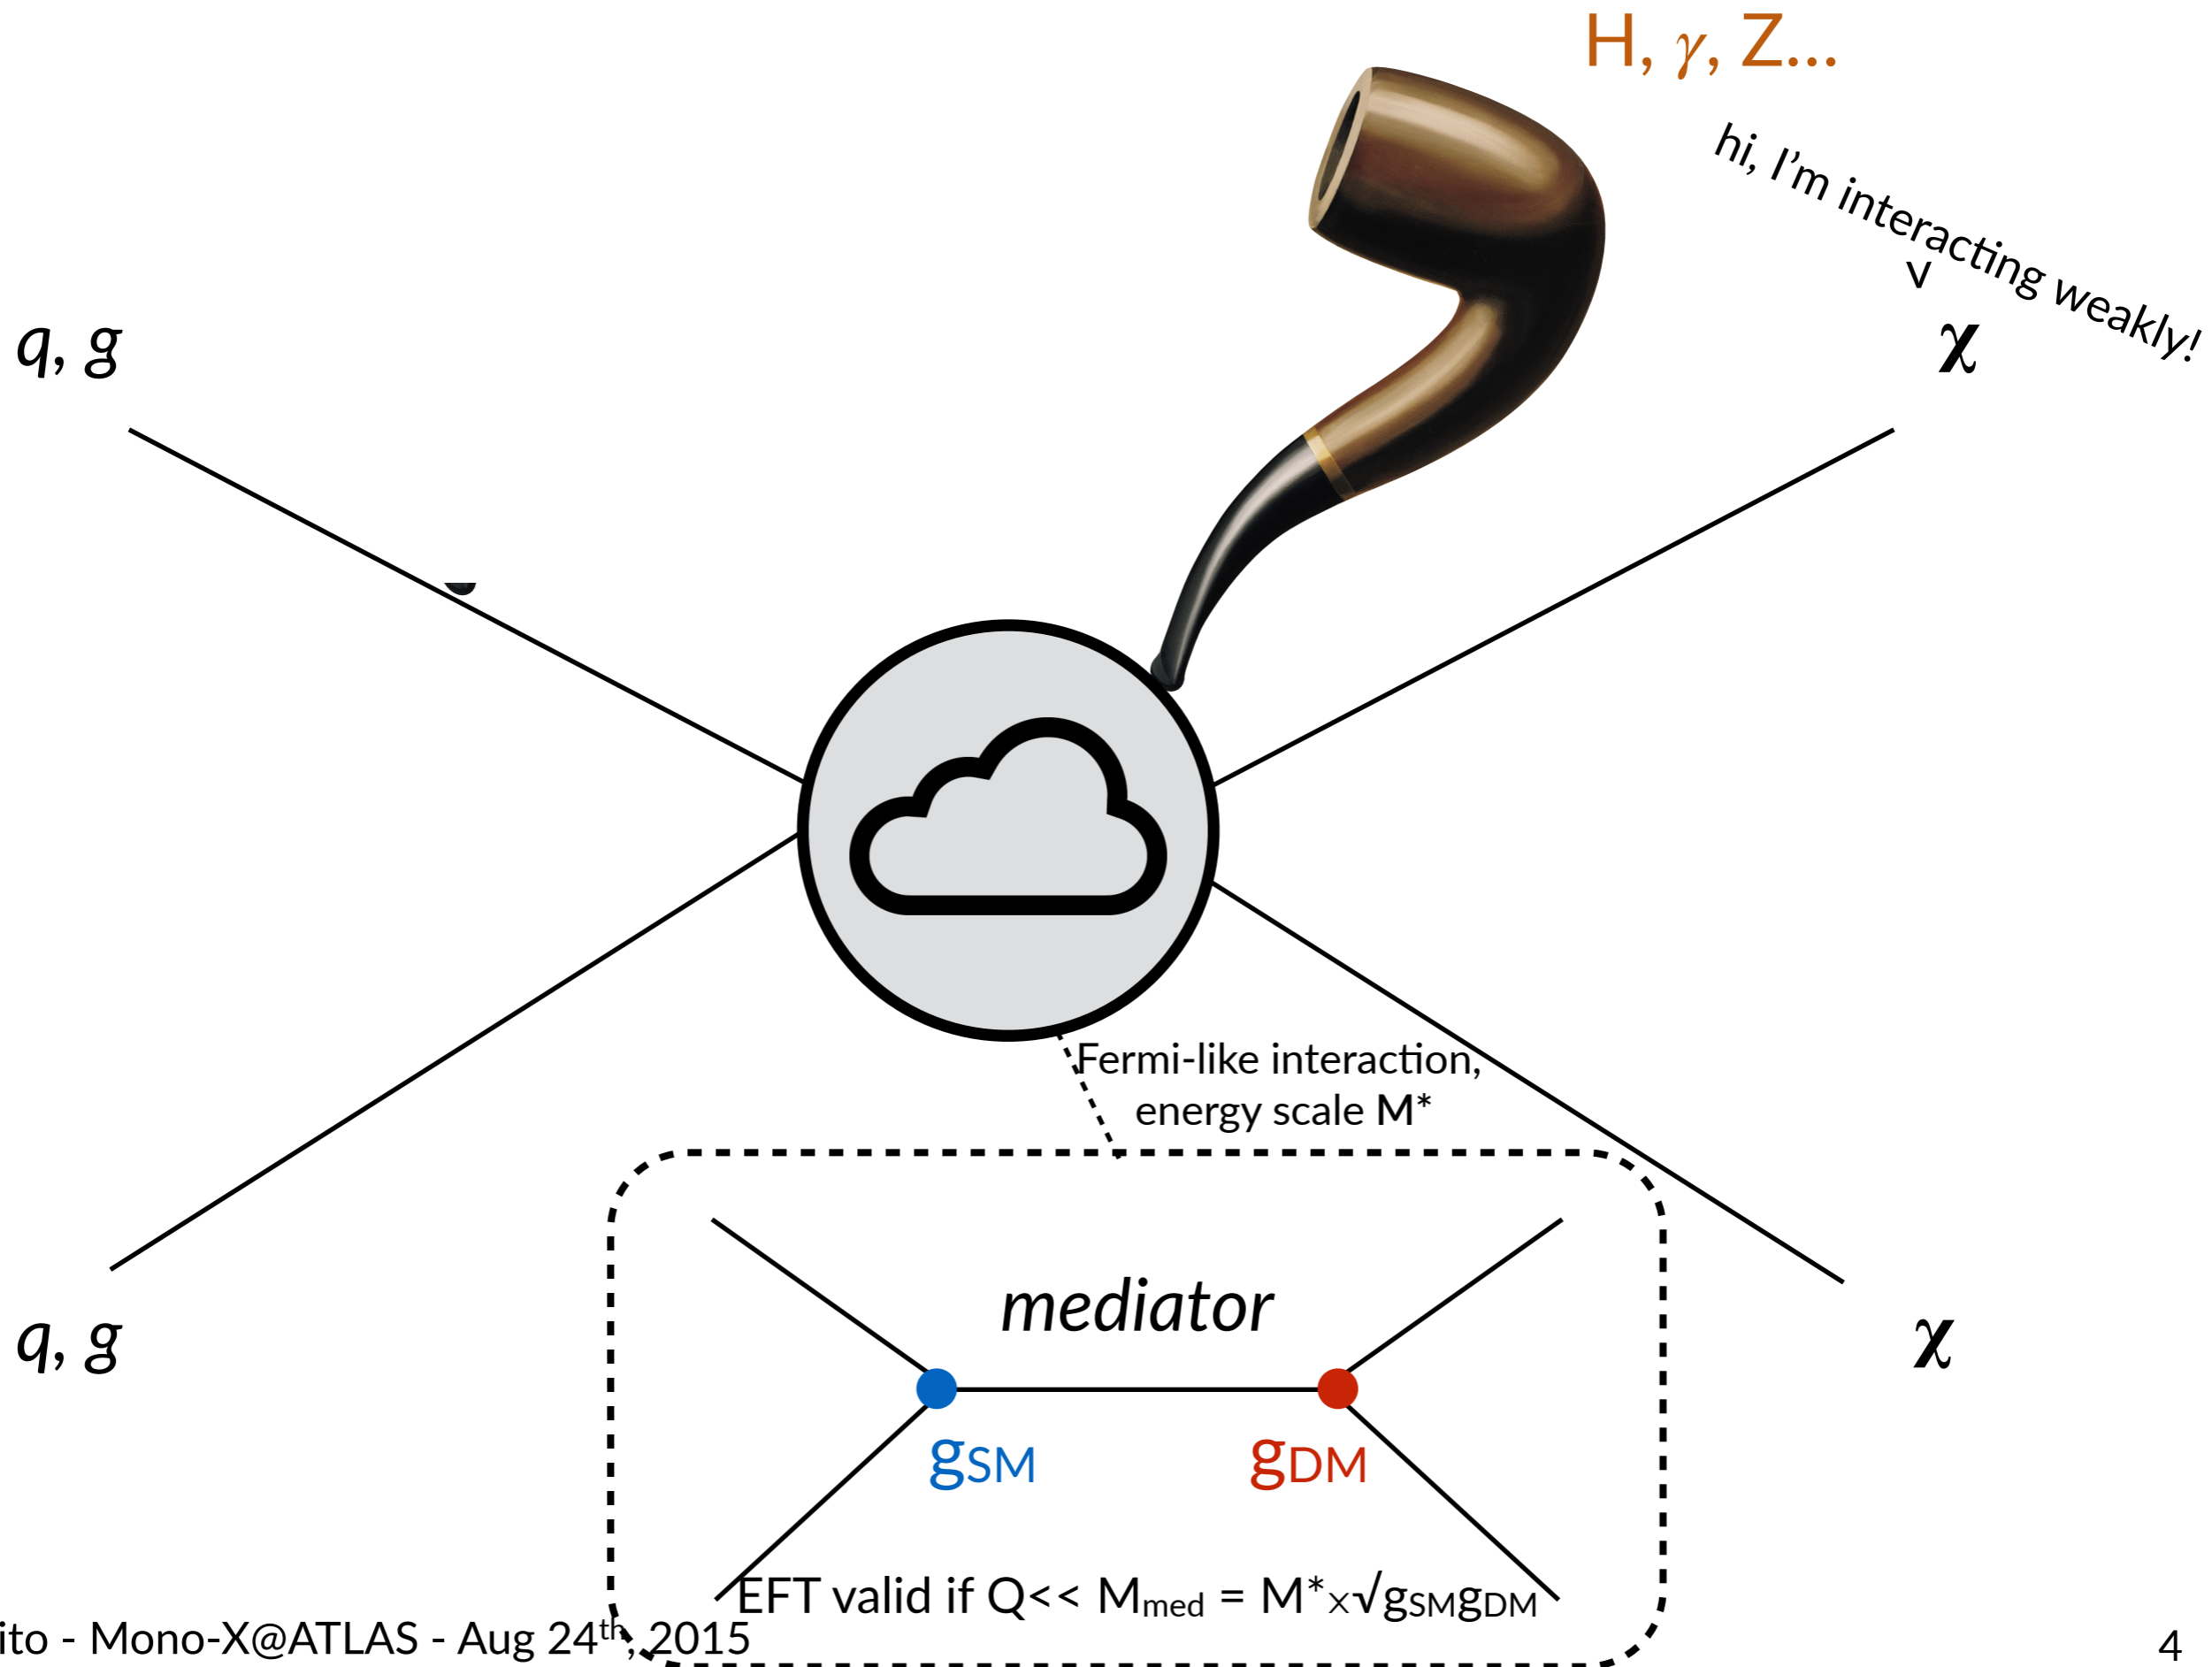 H, γ, Z...
hi, I’m interacting weakly!
q, g
χ
Fermi-like interaction,
energy scale M*
mediator
q, g
χ
gSM
gDM
EFT valid if Q<< Mmed = M*x√gSMgDM
ito - Mono-X@ATLAS - Aug 24th, 2015
4